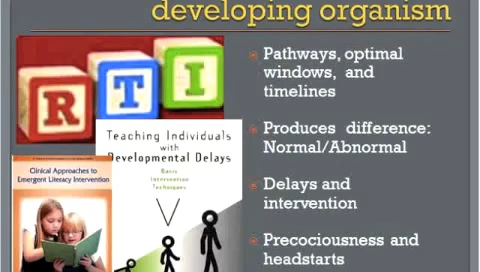 developing organism
Pathways, optimal
windows, and
timelines
Produces difference:
Normal/Abnormal
Delays and
intervention
Precociousness and
headstarts
R T I
Teaching Individuals
with
Developmental Delays
Basic
Intervention
Techniques
Clinical Approaches to
Emergent Literacy Intervention